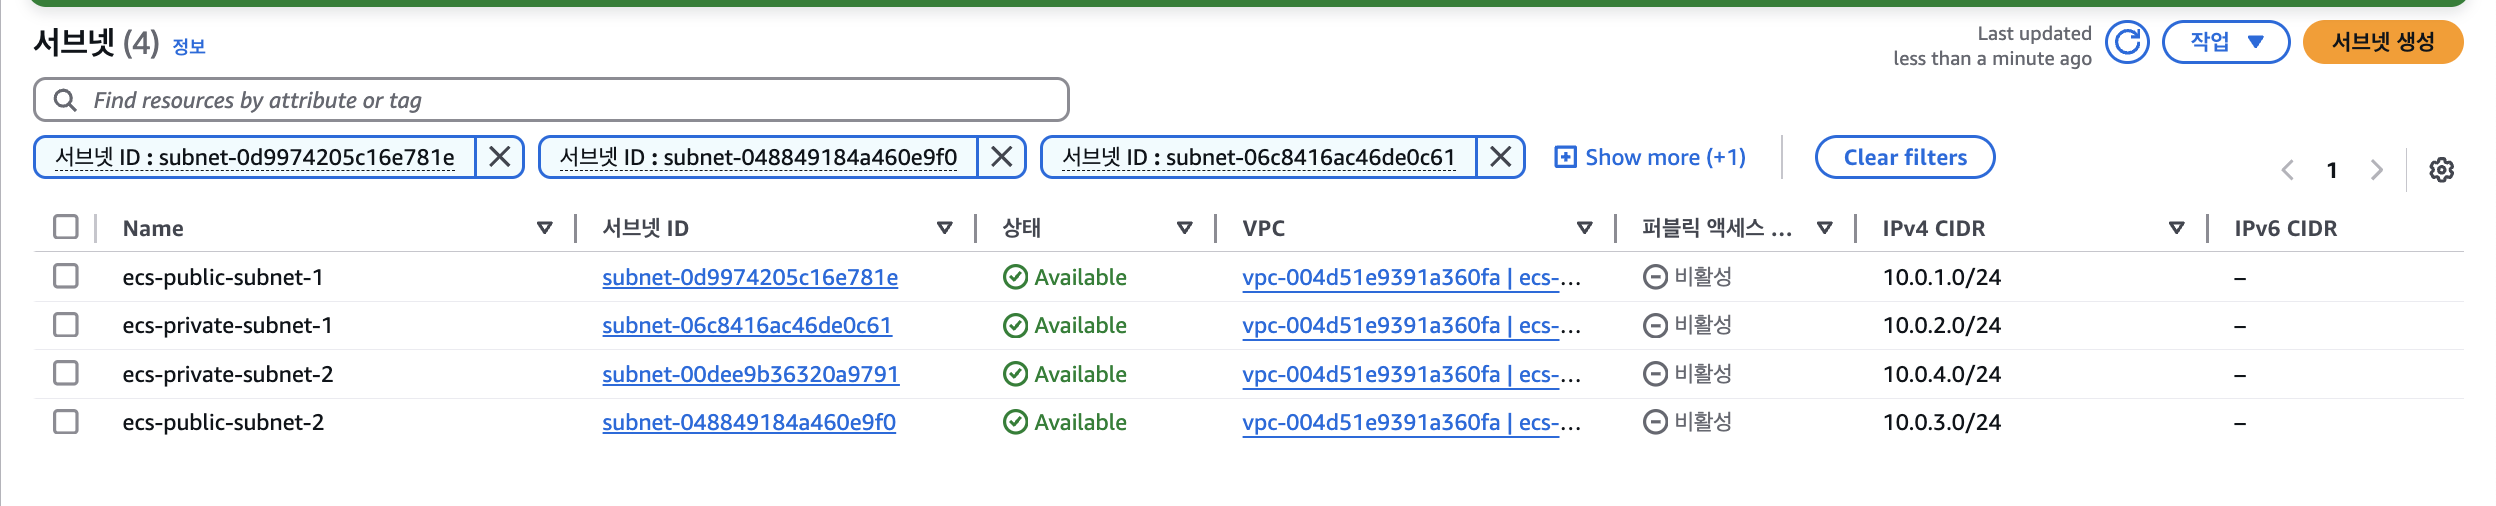 서브넷 (4) 정보
Last updated
less than a minute ago
작업
서브넷 생성
Find resources by attribute or tag
서브넷 ID : subnet-0d9974205c16e781e
서브넷 ID : subnet-048849184a460e9f0
서브넷 ID : subnet-06c8416ac46de0c61
Show more (+1)
Clear filters
1
Name 서브넷 ID 상태 VPC 퍼블릭 액세스 ... IPv4 CIDR IPv6 CIDR
ecs-public-subnet-1 subnet-0d9974205c16e781e Available vpc-004d51e9391a360fa | ecs-... 비활성 10.0.1.0/24 –
ecs-private-subnet-1 subnet-06c8416ac46de0c61 Available vpc-004d51e9391a360fa | ecs-... 비활성 10.0.2.0/24 –
ecs-private-subnet-2 subnet-00dee9b36320a9791 Available vpc-004d51e9391a360fa | ecs-... 비활성 10.0.4.0/24 –
ecs-public-subnet-2 subnet-048849184a460e9f0 Available vpc-004d51e9391a360fa | ecs-... 비활성 10.0.3.0/24 –